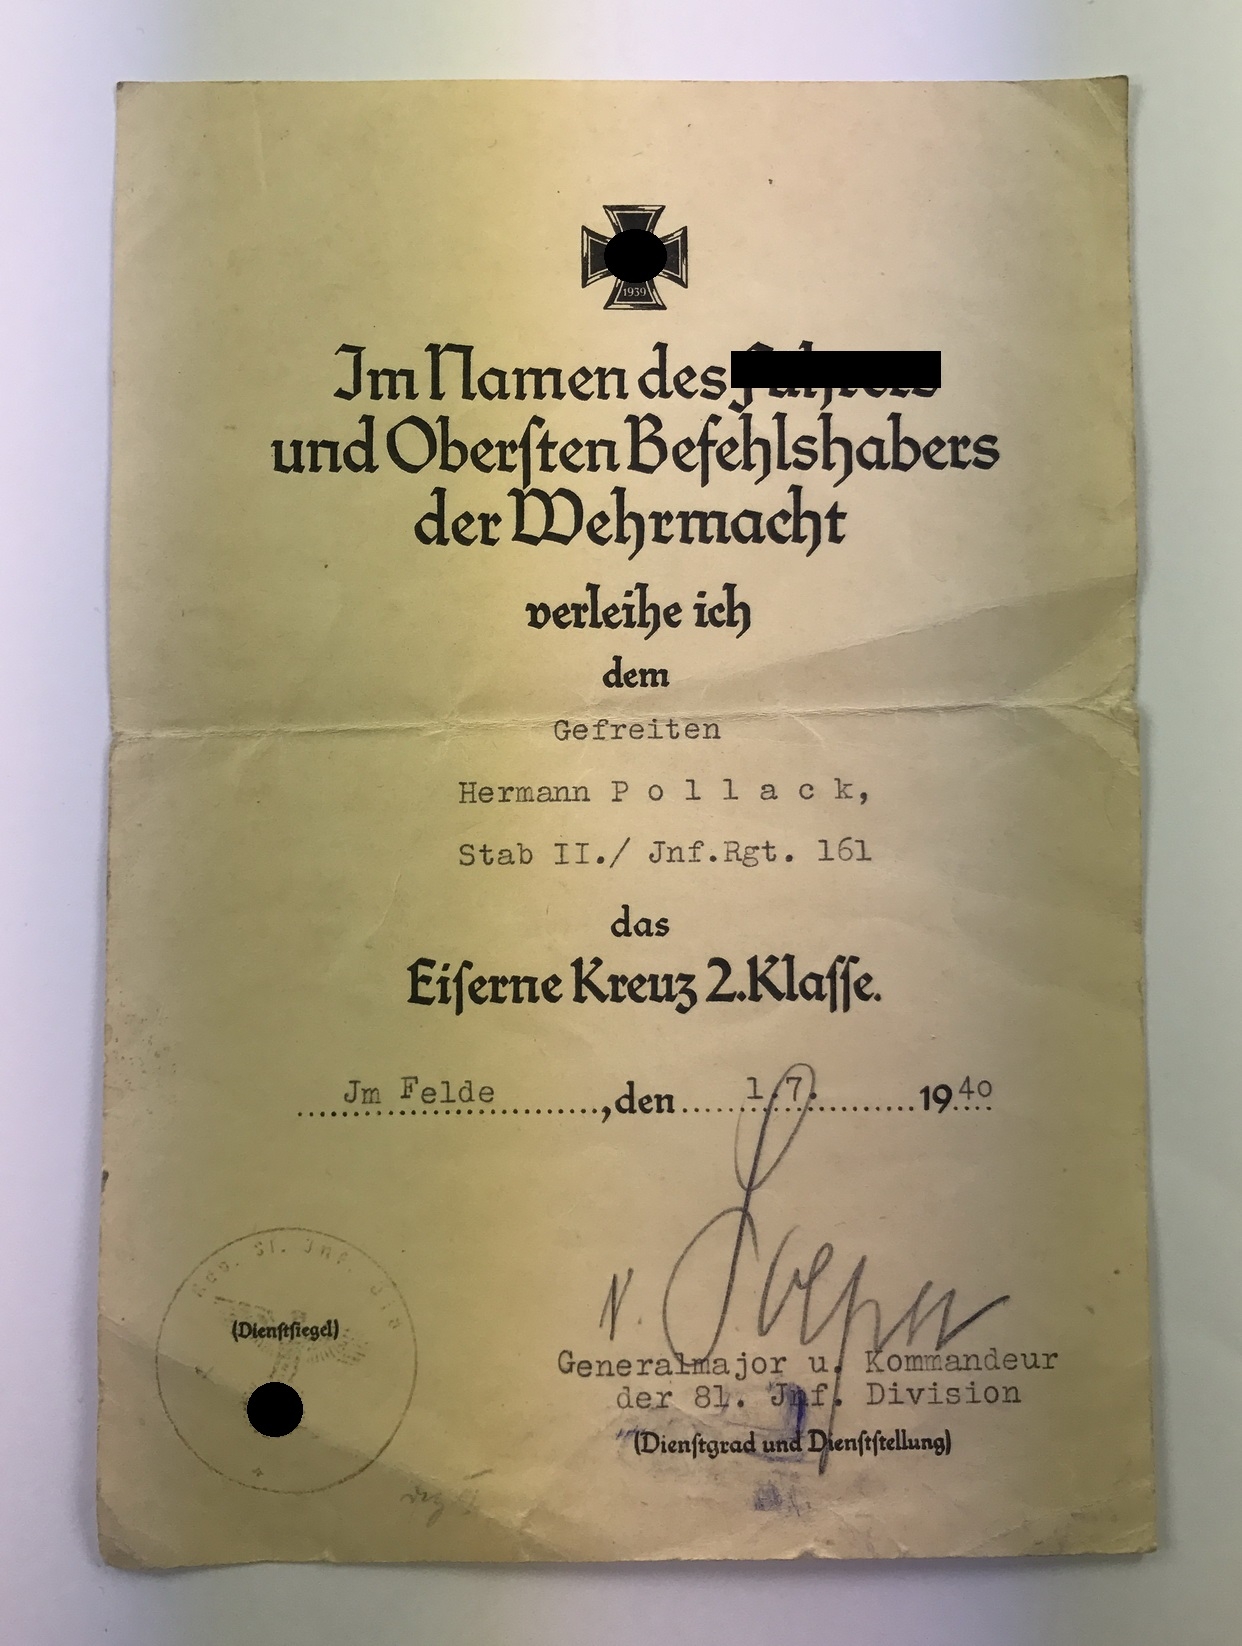 1939
Im Namen des
und Oberſten Befehlshabers
der Wehrmacht
verleihe ich
dem
Gefreiten
Hermann P o l l a c k,
Stab II./ Jnf.Rgt. 161
das
Eiſerne Kreuz 2.Klaſſe.
Jm Felde, den 1.7. 1940
(Dienſtſiegel)
Generalmajor u. Kommandeur
der 81. Jnf. Division
(Dienſtgrad und Dienſtſtellung)